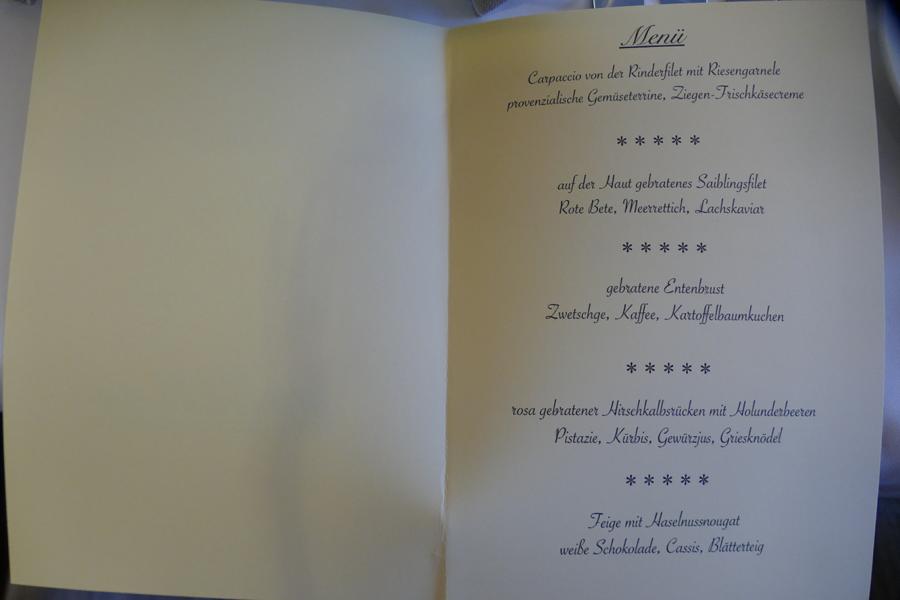 Menü
Carpaccio von der Rinderfilet mit Riesengarnele
provenzialische Gemüseterrine, Ziegen-Frischkäsecreme
* * * * *
auf der Haut gebratenes Saiblingsfilet
Rote Bete, Meerrettich, Lachskaviar
* * * * *
gebratene Entenbrust
Zwetschge, Kaffee, Kartoffelbaumkuchen
* * * * *
rosa gebratener Hirschkalbsrücken mit Holunderbeeren
Pistazie, Kürbis, Gewürzjus, Griesknödel
* * * * *
Feige mit Haselnussnougat
weiße Schokolade, Cassis, Blätterteig